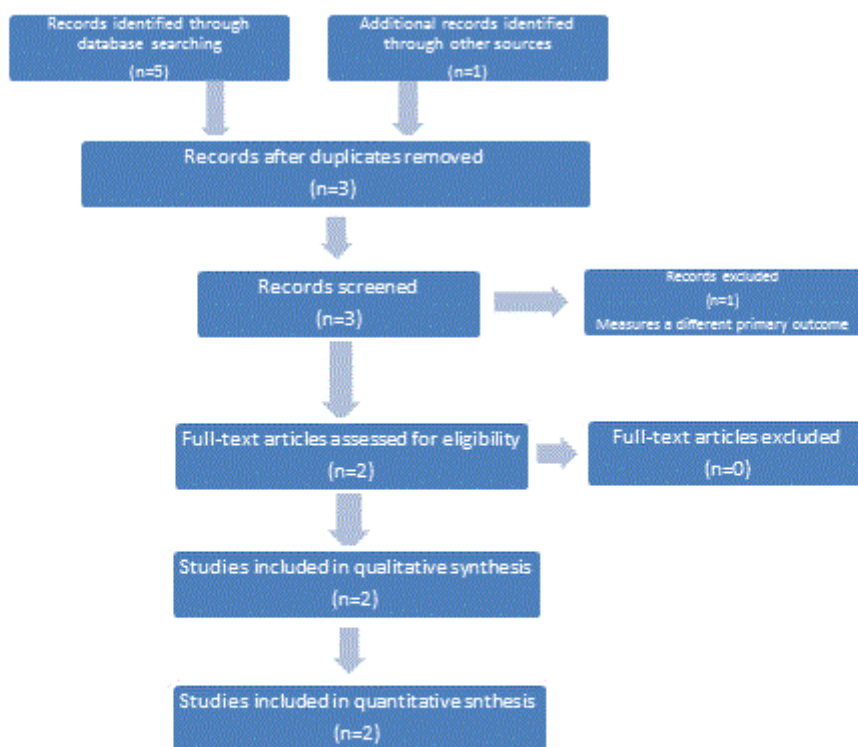 Records identified through
database searching
(n=5)
Additional records identified
through other sources
(n=1)
Records after duplicates removed
(n=3)
Records screened
(n=3)
Records excluded
(n=1)
Measures a different primary outcome
Full-text articles assessed for eligibility
(n=2)
Full-text articles excluded
(n=0)
Studies included in qualitative synthesis
(n=2)
Studies included in quantitative snthesis
(n=2)